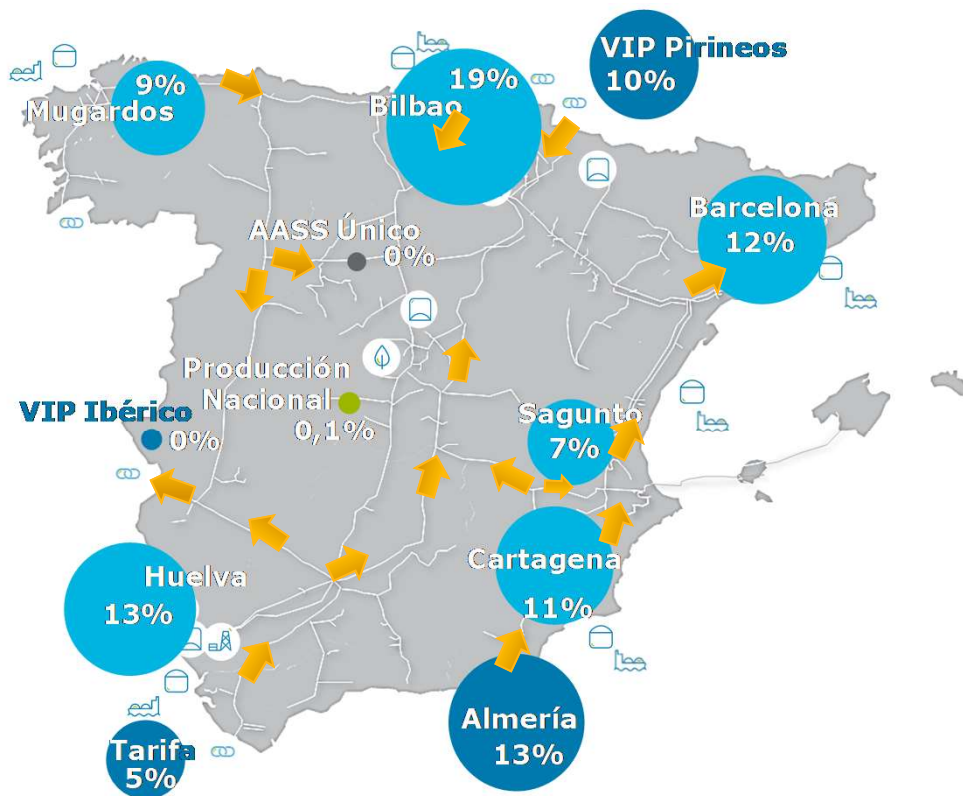 VIP Pirineos
10%
9%
Mugardos
19%
Bilbao
Barcelona
12%
AASS Único
0%
Producción
Nacional
0,1%
VIP Ibérico
0%
Sagunto
7%
Cartagena
11%
Huelva
13%
Almería
13%
Tarifa
5%